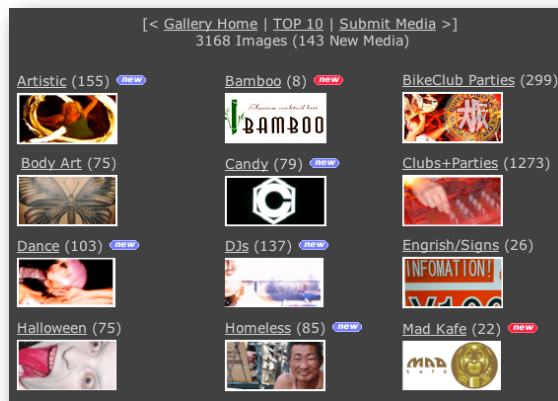 [< Gallery Home | TOP 10 | Submit Media >]
3168 Images (143 New Media)
Artistic (155) new
Bamboo (8) new
BikeClub Parties (299)
BAMBOO
Body Art (75)
Candy (79) new
Clubs+Parties (1273)
Dance (103) new
DJs (137) new
Engrish/Signs (26)
INFOMATION!
Halloween (75)
Homeless (85) new
Mad Kafe (22) new
MAD